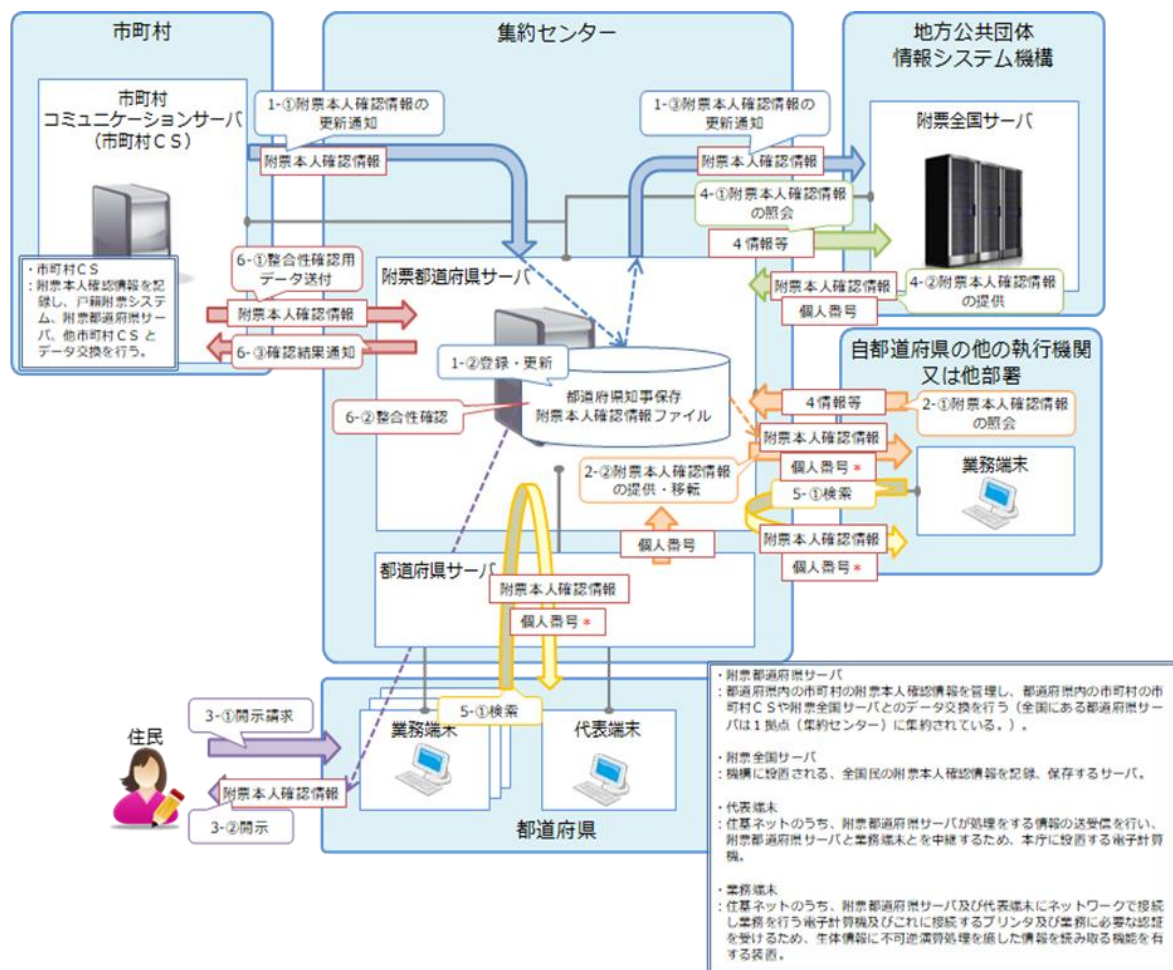 市町村
市町村
コミュニケーションサーバ
（市町村ＣＳ）
・市町村ＣＳ
：附票本人確認情報を記
録し、戸籍附票システ
ム、附票都道府県サー
バ、他市町村ＣＳと
データ交換を行う。
集約センター
1-①附票本人確認情報の
更新通知
附票本人確認情報
1-③附票本人確認情報の
更新通知
附票本人確認情報
地方公共団体
情報システム機構
附票全国サーバ
4-①附票本人確認情報
の照会
４情報等
附票本人確認情報
個人番号
4-②附票本人確認情報
の提供
6-①整合性確認用
データ送付
附票本人確認情報
6-③確認結果通知
附票都道府県サーバ
1-②登録・更新
6-②整合性確認
都道府県知事保存
附票本人確認情報ファイル
自都道府県の他の執行機関
又は他部署
４情報等
2-①附票本人確認情報
の照会
附票本人確認情報
個人番号＊
2-②附票本人確認情報
の提供・移転
業務端末
5-①検索
附票本人確認情報
個人番号＊
個人番号
都道府県サーバ
附票本人確認情報
個人番号＊
5-①検索
業務端末
代表端末
都道府県
住民
3-①開示請求
附票本人確認情報
3-②開示
・附票都道府県サーバ
：都道府県内の市町村の附票本人確認情報を管理し、都道府県内の市町村の市
町村ＣＳや附票全国サーバとのデータ交換を行う（全国にある都道府県サー
バは１拠点（集約センター）に集約されている。）。
・附票全国サーバ
：機構に設置される、全国民の附票本人確認情報を記録、保存するサーバ。
・代表端末
：住基ネットのうち、附票都道府県サーバが処理をする情報の送受信を行い、
附票都道府県サーバと業務端末とを中継するため、本庁に設置する電子計算
機。
・業務端末
：住基ネットのうち、附票都道府県サーバ及び代表端末にネットワークで接続
し業務を行う電子計算機及びこれに接続するプリンタ及び業務に必要な認証
を受けるため、生体情報に不可逆演算処理を施した情報を読み取る機能を有
する装置。